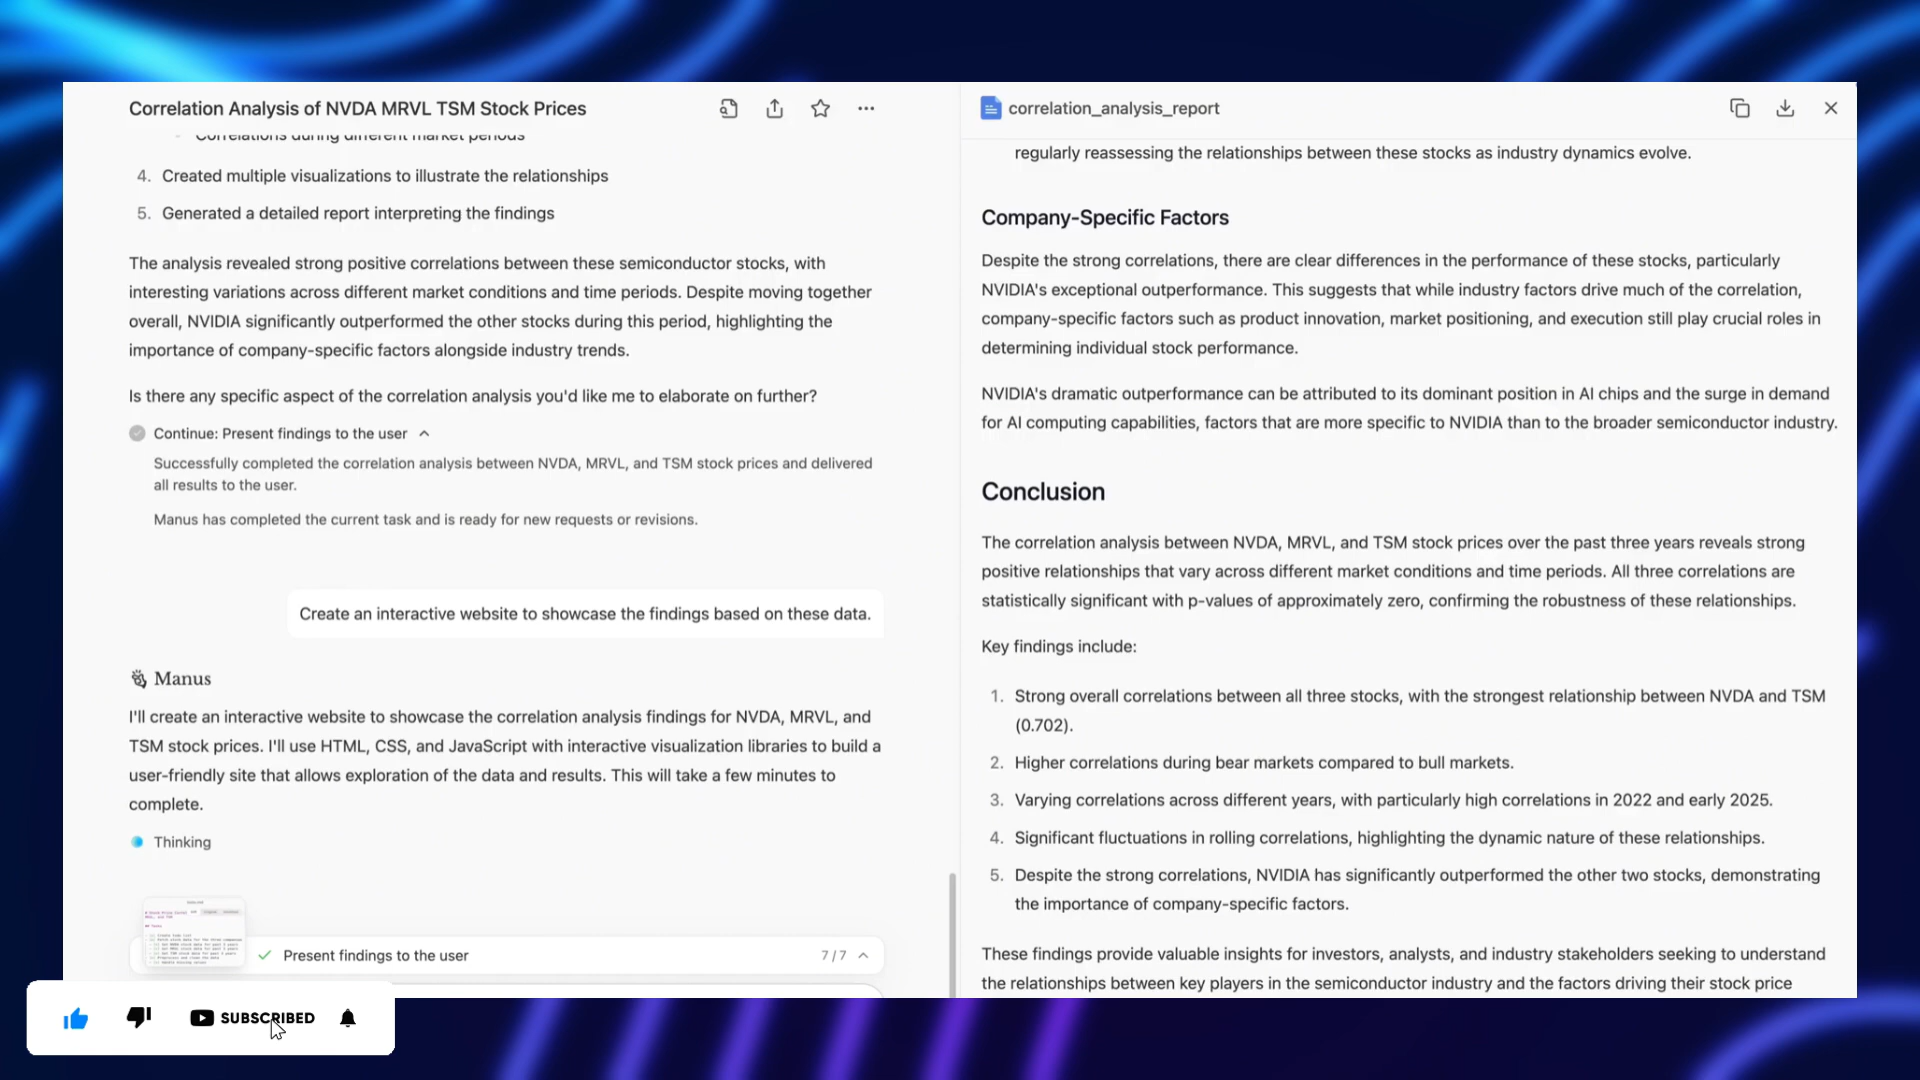 Correlation Analysis of NVDA MRVL TSM Stock Prices
Correlations during different market periods
4. Created multiple visualizations to illustrate the relationships
5. Generated a detailed report interpreting the findings
The analysis revealed strong positive correlations between these semiconductor stocks, with
interesting variations across different market conditions and time periods. Despite moving together
overall, NVIDIA significantly outperformed the other stocks during this period, highlighting the
importance of company-specific factors alongside industry trends.
Is there any specific aspect of the correlation analysis you'd like me to elaborate on further?
Continue: Present findings to the user
Successfully completed the correlation analysis between NVDA, MRVL, and TSM stock prices and delivered
all results to the user.
Manus has completed the current task and is ready for new requests or revisions.
Create an interactive website to showcase the findings based on these data.
Manus
I'll create an interactive website to showcase the correlation analysis findings for NVDA, MRVL, and
TSM stock prices. I'll use HTML, CSS, and JavaScript with interactive visualization libraries to build a
user-friendly site that allows exploration of the data and results. This will take a few minutes to
complete.
Thinking
Present findings to the user
7 / 7
SUBSCRIBED
correlation_analysis_report
regularly reassessing the relationships between these stocks as industry dynamics evolve.
Company-Specific Factors
Despite the strong correlations, there are clear differences in the performance of these stocks, particularly
NVIDIA's exceptional outperformance. This suggests that while industry factors drive much of the correlation,
company-specific factors such as product innovation, market positioning, and execution still play crucial roles in
determining individual stock performance.
NVIDIA's dramatic outperformance can be attributed to its dominant position in AI chips and the surge in demand
for AI computing capabilities, factors that are more specific to NVIDIA than to the broader semiconductor industry.
Conclusion
The correlation analysis between NVDA, MRVL, and TSM stock prices over the past three years reveals strong
positive relationships that vary across different market conditions and time periods. All three correlations are
statistically significant with p-values of approximately zero, confirming the robustness of these relationships.
Key findings include:
1. Strong overall correlations between all three stocks, with the strongest relationship between NVDA and TSM
(0.702).
2. Higher correlations during bear markets compared to bull markets.
3. Varying correlations across different years, with particularly high correlations in 2022 and early 2025.
4. Significant fluctuations in rolling correlations, highlighting the dynamic nature of these relationships.
5. Despite the strong correlations, NVIDIA has significantly outperformed the other two stocks, demonstrating
the importance of company-specific factors.
These findings provide valuable insights for investors, analysts, and industry stakeholders seeking to understand
the relationships between key players in the semiconductor industry and the factors driving their stock price